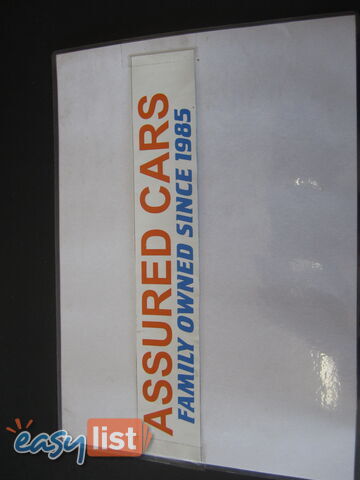 ASSURED CARS
FAMILY OWNED SINCE 1985
easylist